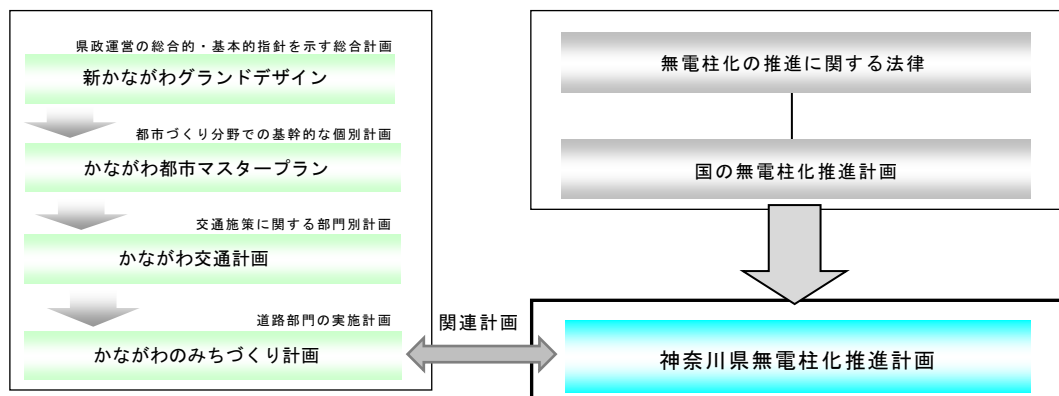 県政運営の総合的・基本的指針を示す総合計画
新かながわグランドデザイン
都市づくり分野での基幹的な個別計画
かながわ都市マスタープラン
交通施策に関する部門別計画
かながわ交通計画
道路部門の実施計画
かながわのみちづくり計画
関連計画
無電柱化の推進に関する法律
国の無電柱化推進計画
神奈川県無電柱化推進計画